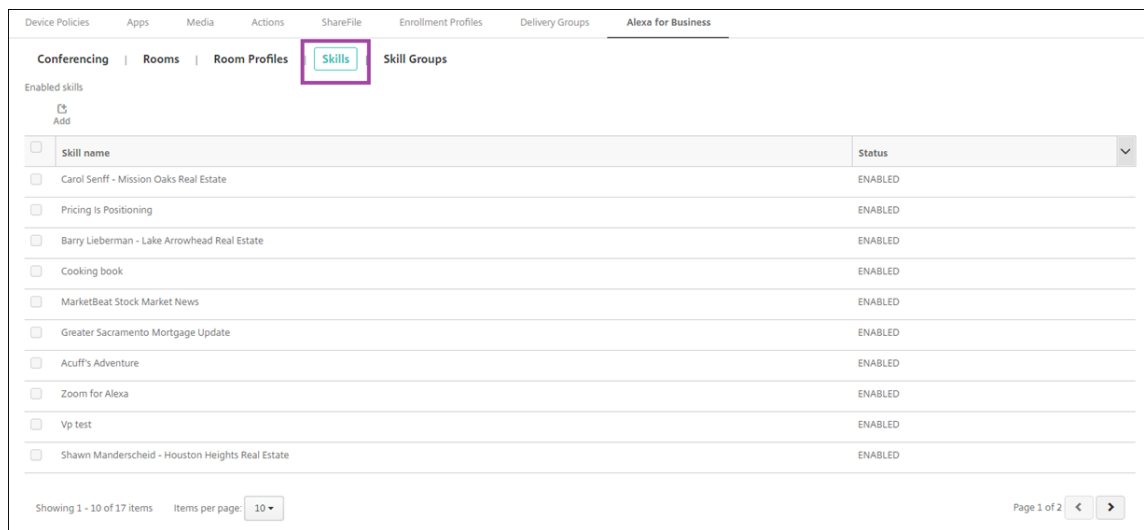 Device Policies Apps Media Actions ShareFile Enrollment Profiles Delivery Groups Alexa for Business
Conferencing | Rooms | Room Profiles | Skills | Skill Groups
Enabled skills
Add
Skill name Status
Carol Senff - Mission Oaks Real Estate ENABLED
Pricing Is Positioning ENABLED
Barry Lieberman - Lake Arrowhead Real Estate ENABLED
Cooking book ENABLED
MarketBeat Stock Market News ENABLED
Greater Sacramento Mortgage Update ENABLED
Acuff's Adventure ENABLED
Zoom for Alexa ENABLED
Vp test ENABLED
Shawn Manderscheid - Houston Heights Real Estate ENABLED
Showing 1 - 10 of 17 items Items per page: 10 Page 1 of 2